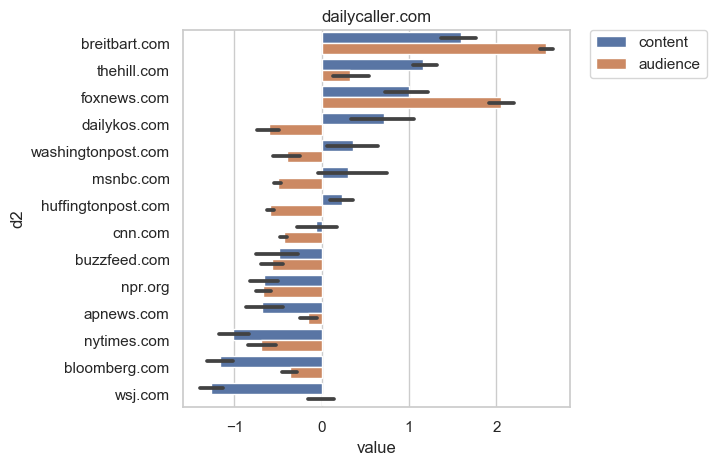 dailycaller.com
content
audience
breitbart.com
thehill.com
foxnews.com
dailykos.com
washingtonpost.com
msnbc.com
huffingtonpost.com
cnn.com
buzzfeed.com
npr.org
apnews.com
nytimes.com
bloomberg.com
wsj.com
d2
−1
0
1
2
value